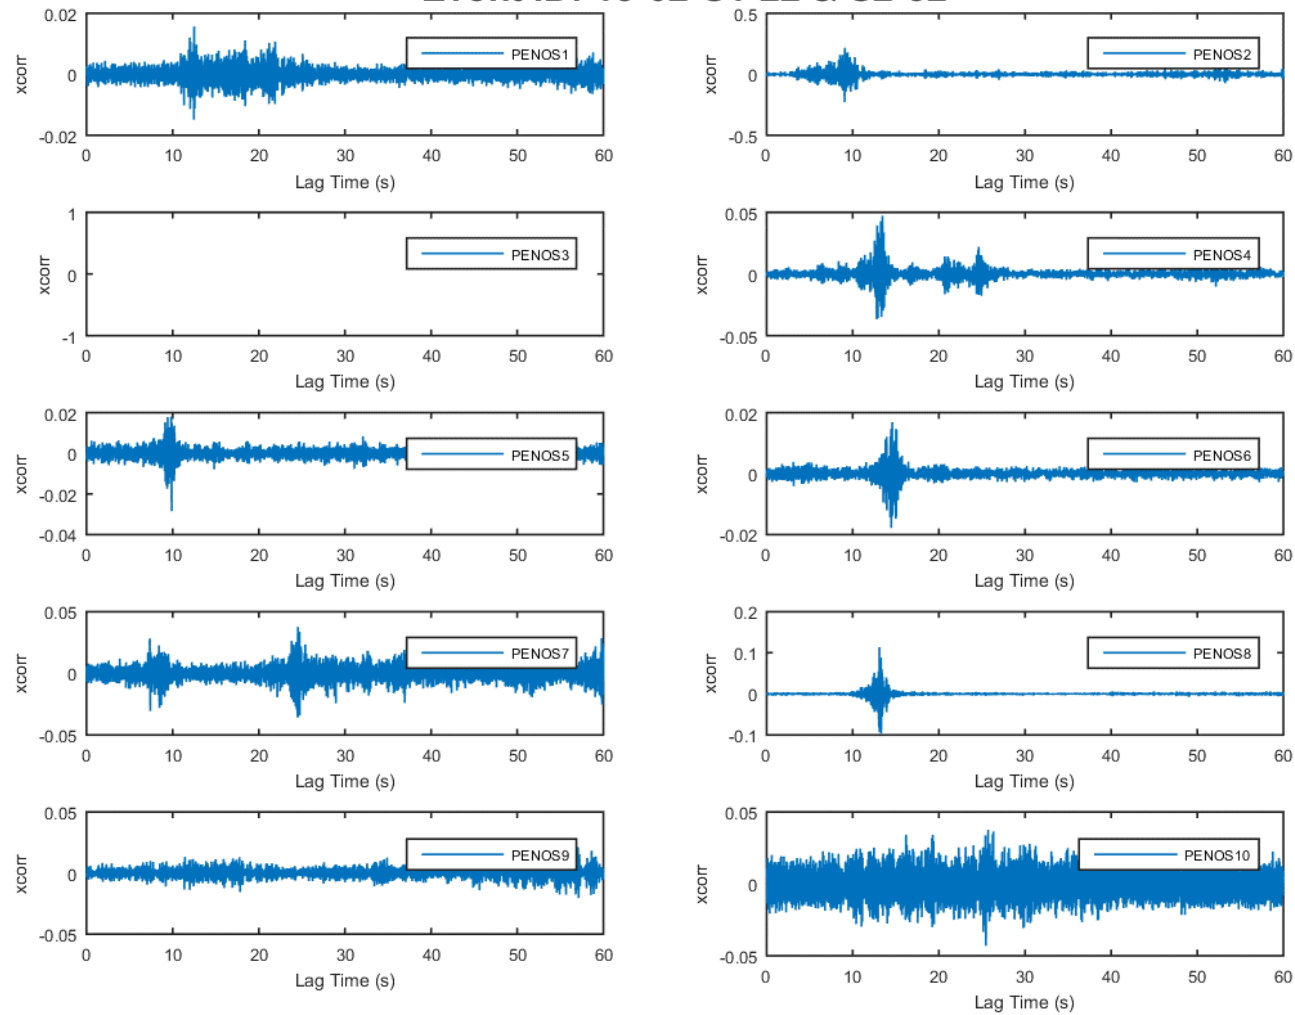 0.02
0
-0.02
xcorr
PENOS1
0 10 20 30 40 50 60
Lag Time (s)
0.5
0
-0.5
xcorr
PENOS2
0 10 20 30 40 50 60
Lag Time (s)
1
0
-1
xcorr
PENOS3
0 10 20 30 40 50 60
Lag Time (s)
0.05
0
-0.05
xcorr
PENOS4
0 10 20 30 40 50 60
Lag Time (s)
0.02
0
-0.02
-0.04
xcorr
PENOS5
0 10 20 30 40 50 60
Lag Time (s)
0.02
0
-0.02
xcorr
PENOS6
0 10 20 30 40 50 60
Lag Time (s)
0.05
0
-0.05
xcorr
PENOS7
0 10 20 30 40 50 60
Lag Time (s)
0.2
0.1
0
-0.1
xcorr
PENOS8
0 10 20 30 40 50 60
Lag Time (s)
0.05
0
-0.05
xcorr
PENOS9
0 10 20 30 40 50 60
Lag Time (s)
0.05
0
-0.05
xcorr
PENOS10
0 10 20 30 40 50 60
Lag Time (s)